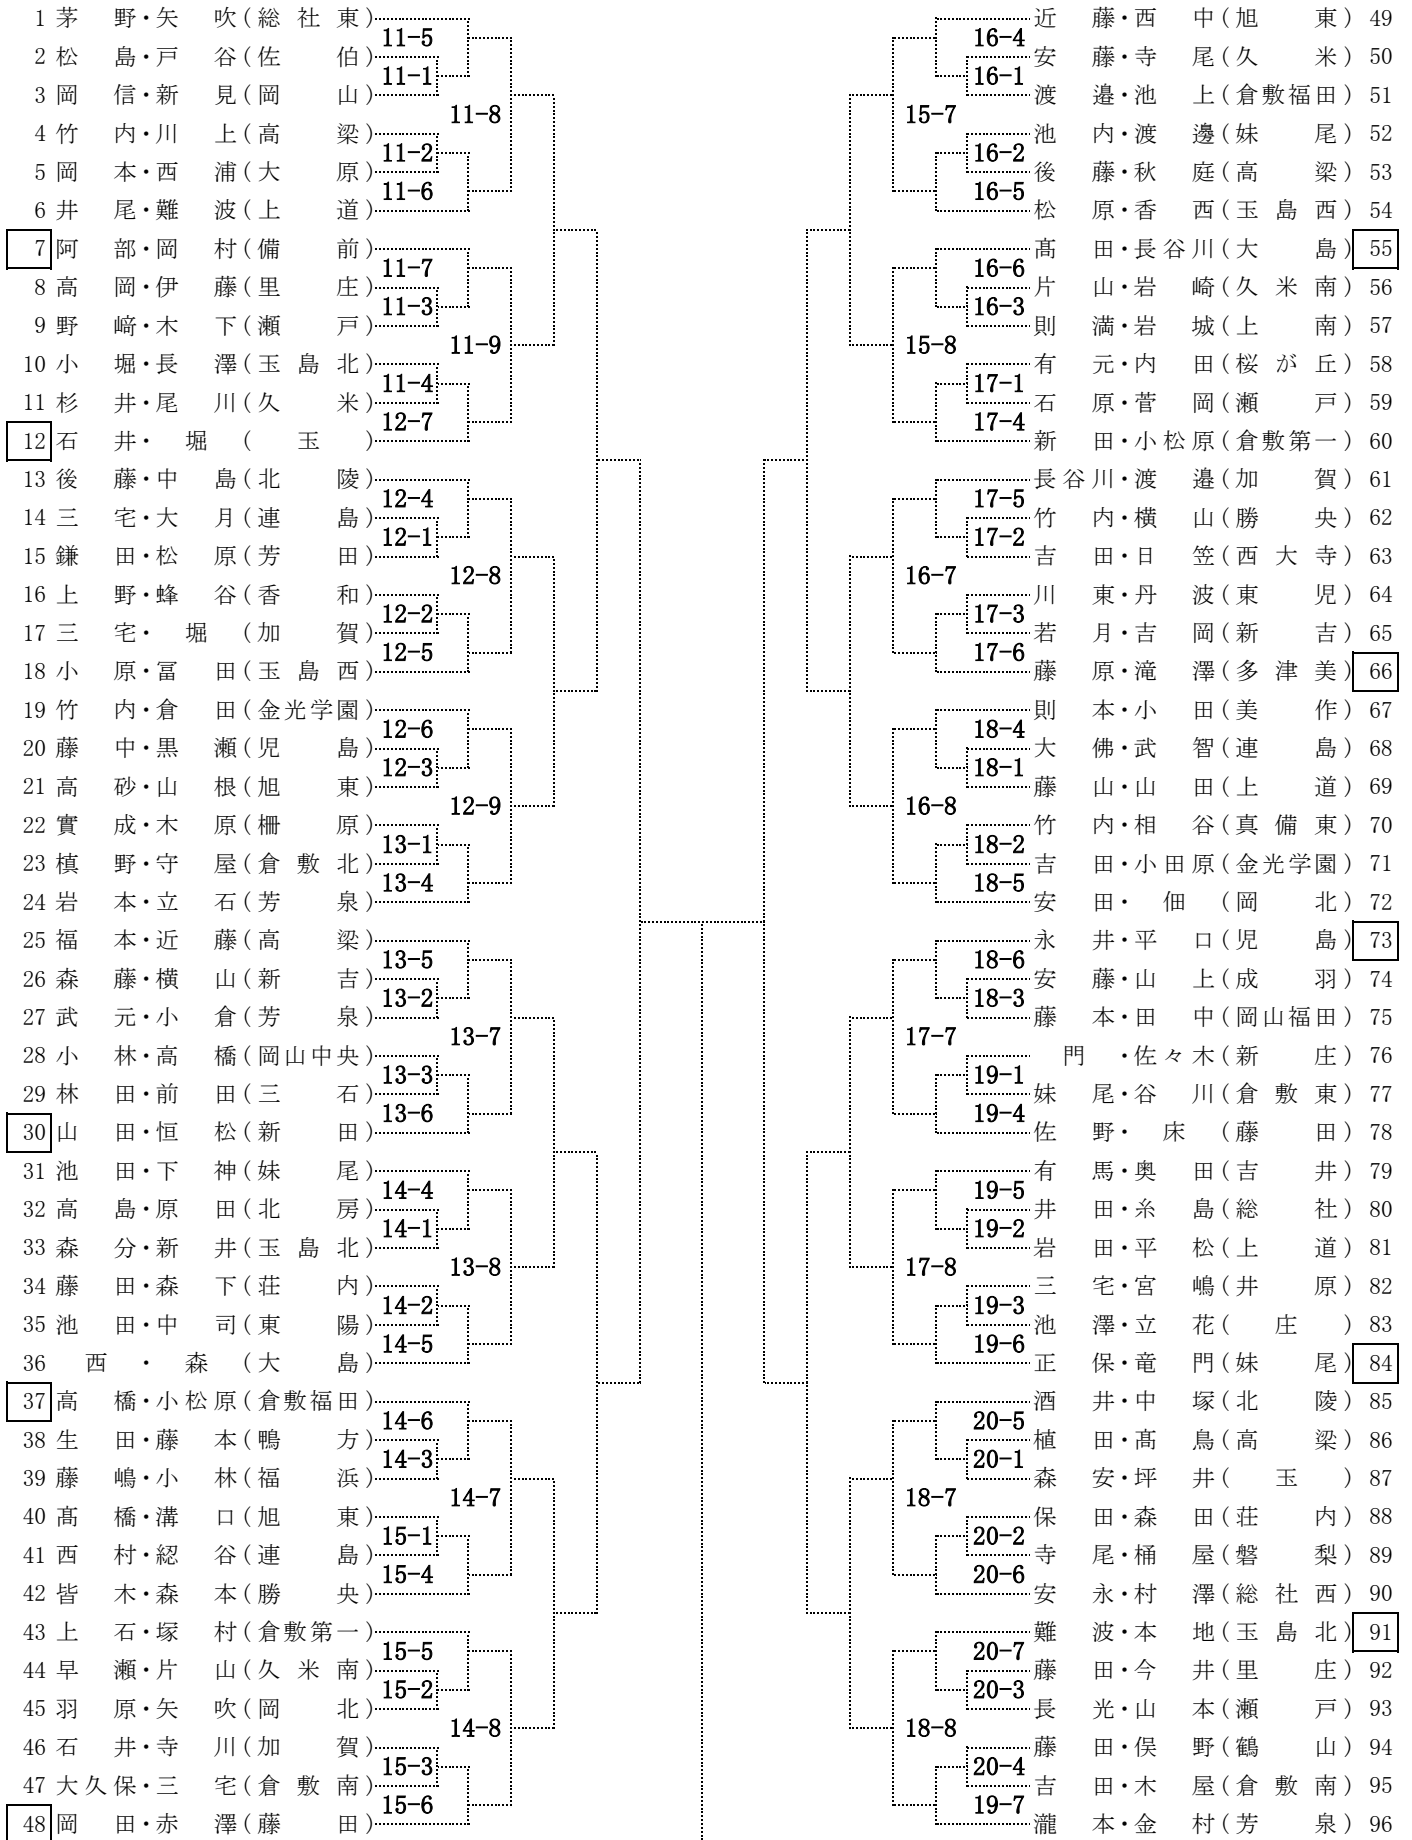 1 茅野・矢吹(総社東)
11-5
2 松島・戸谷(佐伯)
11-1
3 岡信・新見(岡山)
11-8
4 竹内・川上(高梁)
11-2
5 岡本・西浦(大原)
11-6
6 井尾・難波(上道)
7 阿部・岡村(備前)
11-7
8 高岡・伊藤(里庄)
11-3
9 野﨑・木下(瀬戸)
11-9
10 小堀・長澤(玉島北)
11-4
11 杉井・尾川(久米)
12-7
12 石井・堀(玉)
13 後藤・中島(北陵)
12-4
14 三宅・大月(連島)
12-1
15 鎌田・松原(芳田)
12-8
16 上野・蜂谷(香和)
12-2
17 三宅・堀(加賀)
12-5
18 小原・冨田(玉島西)
19 竹内・倉田(金光学園)
12-6
20 藤中・黒瀬(児島)
12-3
21 高砂・山根(旭東)
12-9
22 實成・木原(柵原)
13-1
23 槙野・守屋(倉敷北)
13-4
24 岩本・立石(芳泉)
25 福本・近藤(高梁)
13-5
26 森藤・横山(新吉)
13-2
27 武元・小倉(芳泉)
13-7
28 小林・高橋(岡山中央)
13-3
29 林田・前田(三石)
13-6
30 山田・恒松(新田)
31 池田・下神(妹尾)
14-4
32 高島・原田(北房)
14-1
33 森分・新井(玉島北)
13-8
34 藤田・森下(荘内)
14-2
35 池田・中司(東陽)
14-5
36 西・森(大島)
37 高橋・小松原(倉敷福田)
14-6
38 生田・藤本(鴨方)
14-3
39 藤嶋・小林(福浜)
14-7
40 髙橋・溝口(旭東)
15-1
41 西村・綛谷(連島)
15-4
42 皆木・森本(勝央)
43 上石・塚村(倉敷第一)
15-5
44 早瀬・片山(久米南)
15-2
45 羽原・矢吹(岡北)
14-8
46 石井・寺川(加賀)
15-3
47 大久保・三宅(倉敷南)
15-6
48 岡田・赤澤(藤田)
近藤・西中(旭東) 49
16-4
安藤・寺尾(久米) 50
16-1
渡邉・池上(倉敷福田) 51
15-7
池内・渡邊(妹尾) 52
16-2
後藤・秋庭(高梁) 53
16-5
松原・香西(玉島西) 54
髙田・長谷川(大島) 55
16-6
片山・岩崎(久米南) 56
16-3
則満・岩城(上南) 57
15-8
有元・内田(桜が丘) 58
17-1
石原・菅岡(瀬戸) 59
17-4
新田・小松原(倉敷第一) 60
長谷川・渡邉(加賀) 61
17-5
竹内・横山(勝央) 62
17-2
吉田・日笠(西大寺) 63
16-7
川東・丹波(東児) 64
17-3
若月・吉岡(新吉) 65
17-6
藤原・滝澤(多津美) 66
則本・小田(美作) 67
18-4
大佛・武智(連島) 68
18-1
藤山・山田(上道) 69
16-8
竹内・相谷(真備東) 70
18-2
吉田・小田原(金光学園) 71
18-5
安田・佃(岡北) 72
永井・平口(児島) 73
18-6
安藤・山上(成羽) 74
18-3
藤本・田中(岡山福田) 75
17-7
門・佐々木(新庄) 76
19-1
妹尾・谷川(倉敷東) 77
19-4
佐野・床(藤田) 78
有馬・奥田(吉井) 79
19-5
井田・糸島(総社) 80
19-2
岩田・平松(上道) 81
17-8
三宅・宮嶋(井原) 82
19-3
池澤・立花(庄) 83
19-6
正保・竜門(妹尾) 84
酒井・中塚(北陵) 85
20-5
植田・髙鳥(高梁) 86
20-1
森安・坪井(玉) 87
18-7
保田・森田(荘内) 88
20-2
寺尾・桶屋(磐梨) 89
20-6
安永・村澤(総社西) 90
難波・本地(玉島北) 91
20-7
藤田・今井(里庄) 92
20-3
長光・山本(瀬戸) 93
18-8
藤田・俣野(鶴山) 94
20-4
吉田・木屋(倉敷南) 95
19-7
瀧本・金村(芳泉) 96